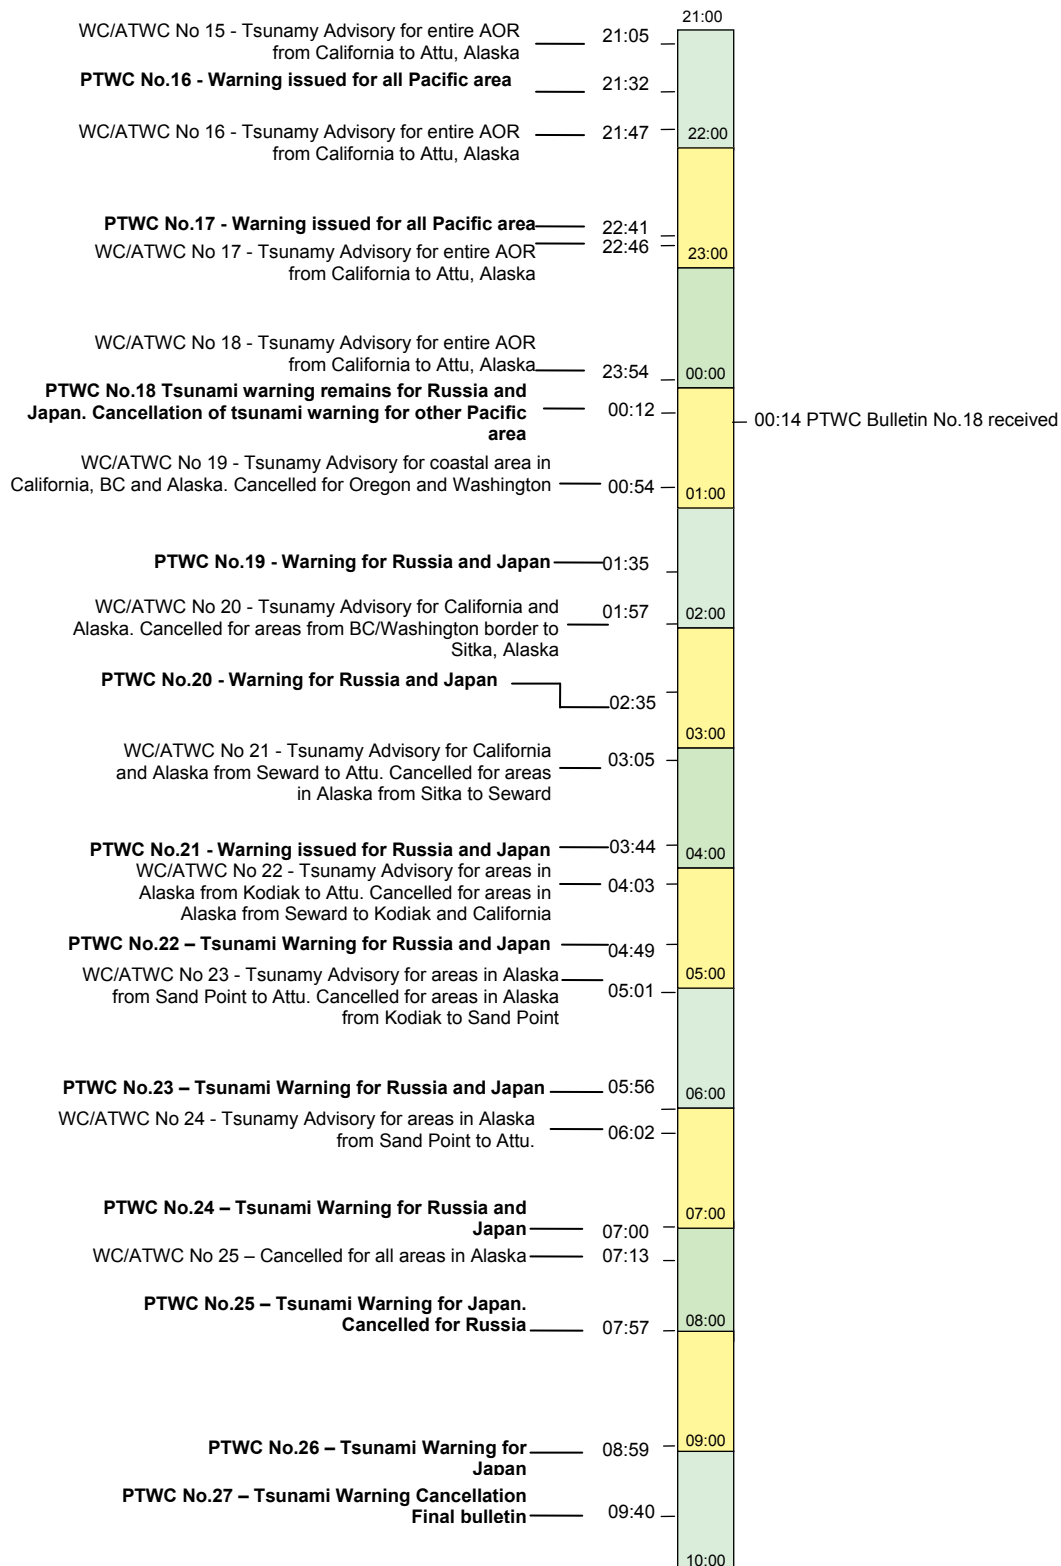 21:00
WC/ATWC No 15 - Tsunamy Advisory for entire AOR
from California to Attu, Alaska
21:05
PTWC No.16 - Warning issued for all Pacific area
21:32
WC/ATWC No 16 - Tsunamy Advisory for entire AOR
from California to Attu, Alaska
21:47
22:00
PTWC No.17 - Warning issued for all Pacific area
22:41
WC/ATWC No 17 - Tsunamy Advisory for entire AOR
from California to Attu, Alaska
22:46
23:00
WC/ATWC No 18 - Tsunamy Advisory for entire AOR
from California to Attu, Alaska
23:54
00:00
PTWC No.18 Tsunami warning remains for Russia and
Japan. Cancellation of tsunami warning for other Pacific
area
00:12
00:14 PTWC Bulletin No.18 received
WC/ATWC No 19 - Tsunamy Advisory for coastal area in
California, BC and Alaska. Cancelled for Oregon and Washington
00:54
01:00
PTWC No.19 - Warning for Russia and Japan
01:35
WC/ATWC No 20 - Tsunamy Advisory for California and
Alaska. Cancelled for areas from BC/Washington border to
Sitka, Alaska
01:57
02:00
PTWC No.20 - Warning for Russia and Japan
02:35
03:00
WC/ATWC No 21 - Tsunamy Advisory for California
and Alaska from Seward to Attu. Cancelled for areas
in Alaska from Sitka to Seward
03:05
PTWC No.21 - Warning issued for Russia and Japan
03:44
04:00
WC/ATWC No 22 - Tsunamy Advisory for areas in
Alaska from Kodiak to Attu. Cancelled for areas in
Alaska from Seward to Kodiak and California
04:03
PTWC No.22 – Tsunami Warning for Russia and Japan
04:49
WC/ATWC No 23 - Tsunamy Advisory for areas in Alaska
from Sand Point to Attu. Cancelled for areas in Alaska
from Kodiak to Sand Point
05:00
05:01
PTWC No.23 – Tsunami Warning for Russia and Japan
05:56
06:00
WC/ATWC No 24 - Tsunamy Advisory for areas in Alaska
from Sand Point to Attu.
06:02
PTWC No.24 – Tsunami Warning for Russia and
Japan
07:00
07:00
WC/ATWC No 25 – Cancelled for all areas in Alaska
07:13
PTWC No.25 – Tsunami Warning for Japan.
Cancelled for Russia
07:57
08:00
PTWC No.26 – Tsunami Warning for
Japan
08:59
09:00
PTWC No.27 – Tsunami Warning Cancellation
Final bulletin
09:40
10:00